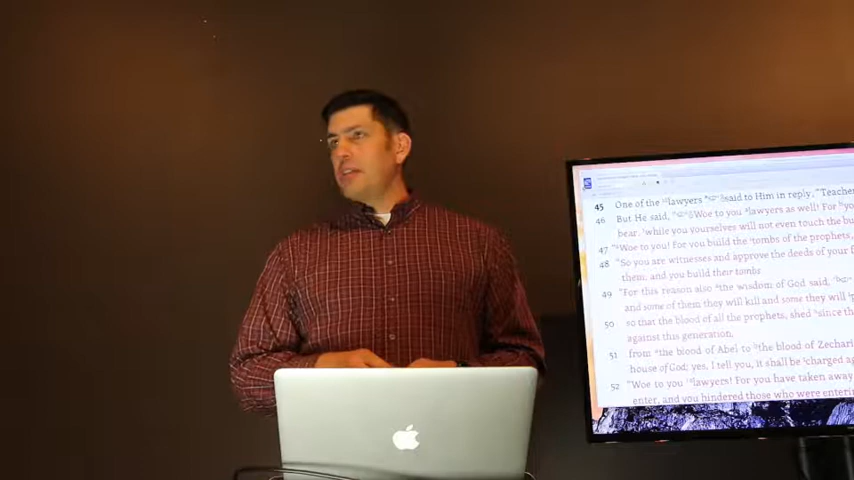 45 One of the lawyers said to Him in reply, "Teacher
46 But He said, "Woe to you lawyers as well! For
bear, while you yourselves will not even touch the bur
47 "Woe to you! For you build the tombs of the prophets,
48 "So you are witnesses and approve the deeds of your f
them, and you build their tombs.
49 "For this reason also the wisdom of God said,
and some of them they will kill and some they will
50 so that the blood of all the prophets, shed since the
against this generation,
51 from the blood of Abel to the blood of Zechari
house of God; yes, I tell you, it shall be charged again
52 "Woe to you lawyers! For you have taken away
enter, and you hindered those who were enterin